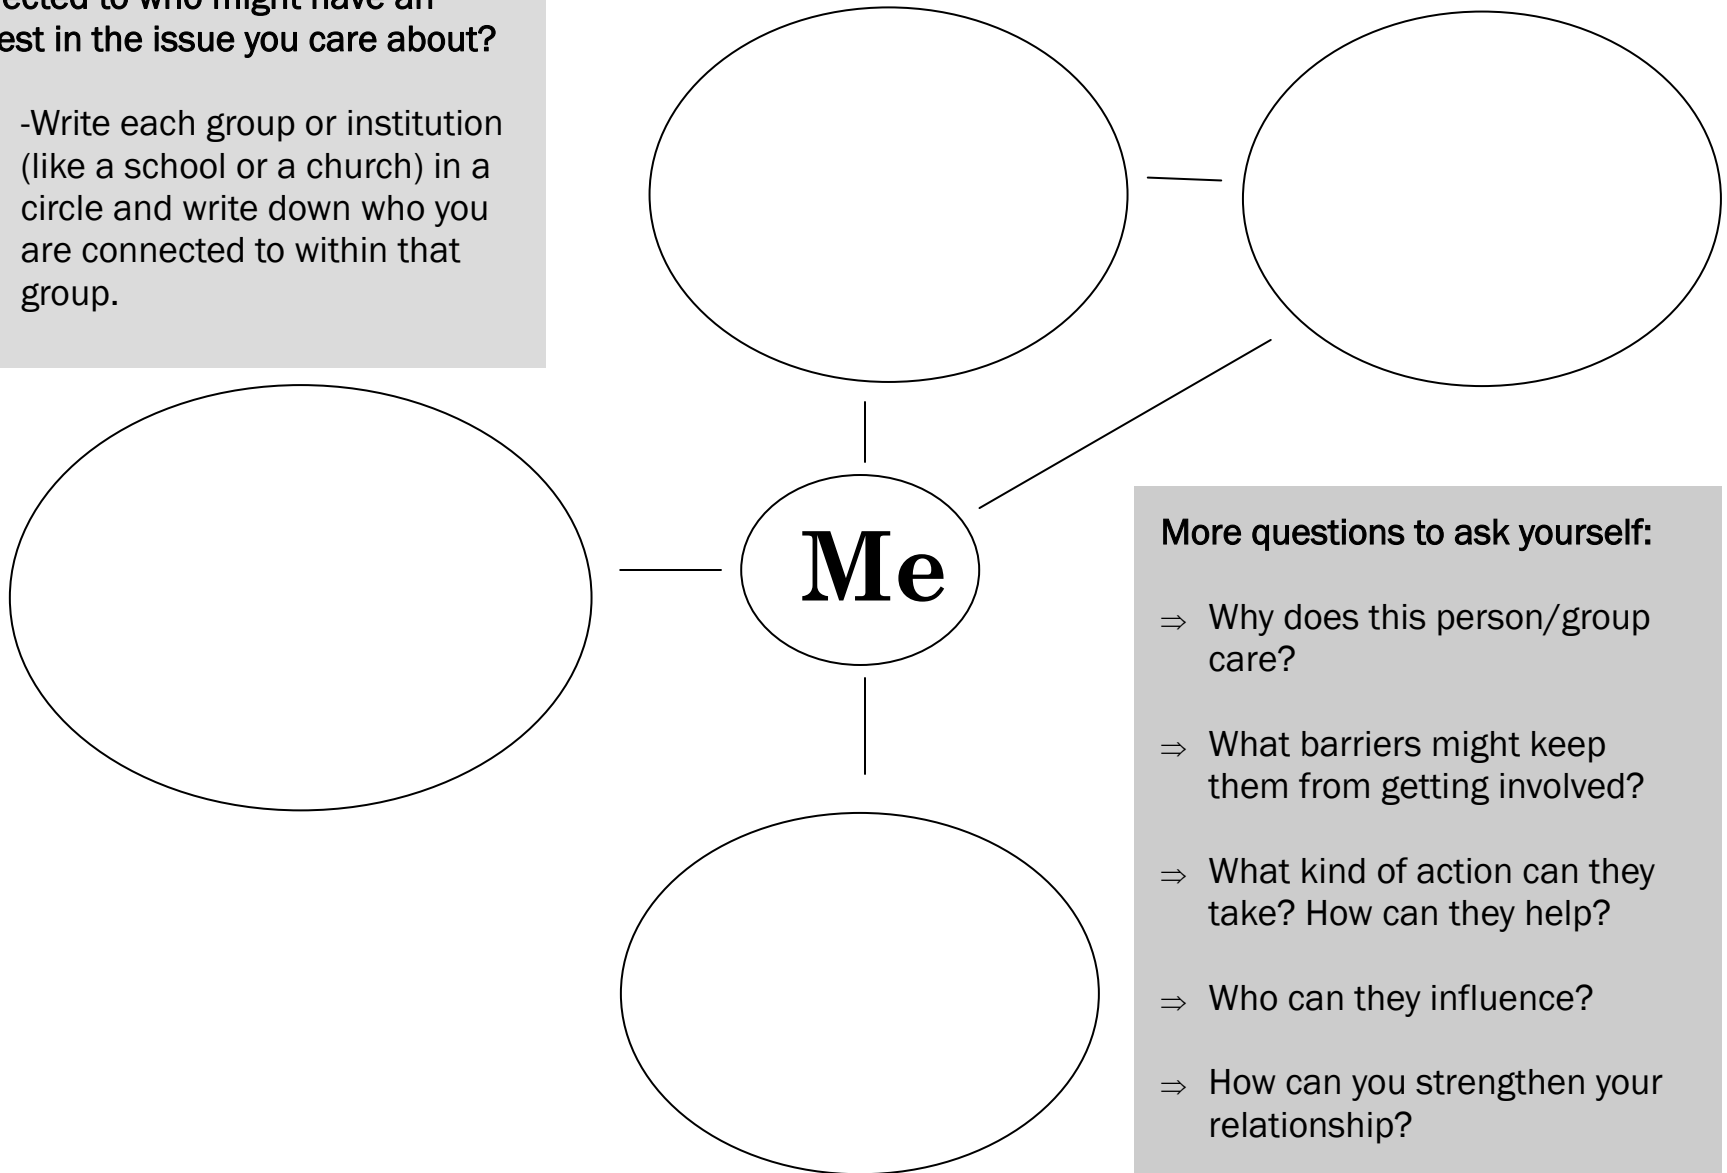 to who might have an
in the issue you care about?
-Write each group or institution
(like a school or a church) in a
circle and write down who you
are connected to within that
group.
Me
More questions to ask yourself:
⇒ Why does this person/group
care?
⇒ What barriers might keep
them from getting involved?
⇒ What kind of action can they
take? How can they help?
⇒ Who can they influence?
⇒ How can you strengthen your
relationship?